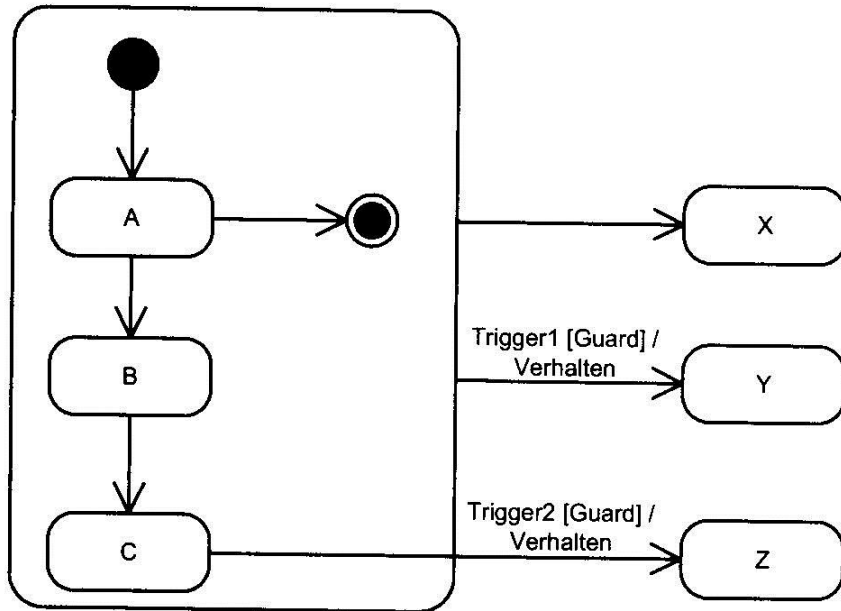 A
X
Trigger1 [Guard] /
Verhalten
B
Y
Trigger2 [Guard] /
Verhalten
C
Z